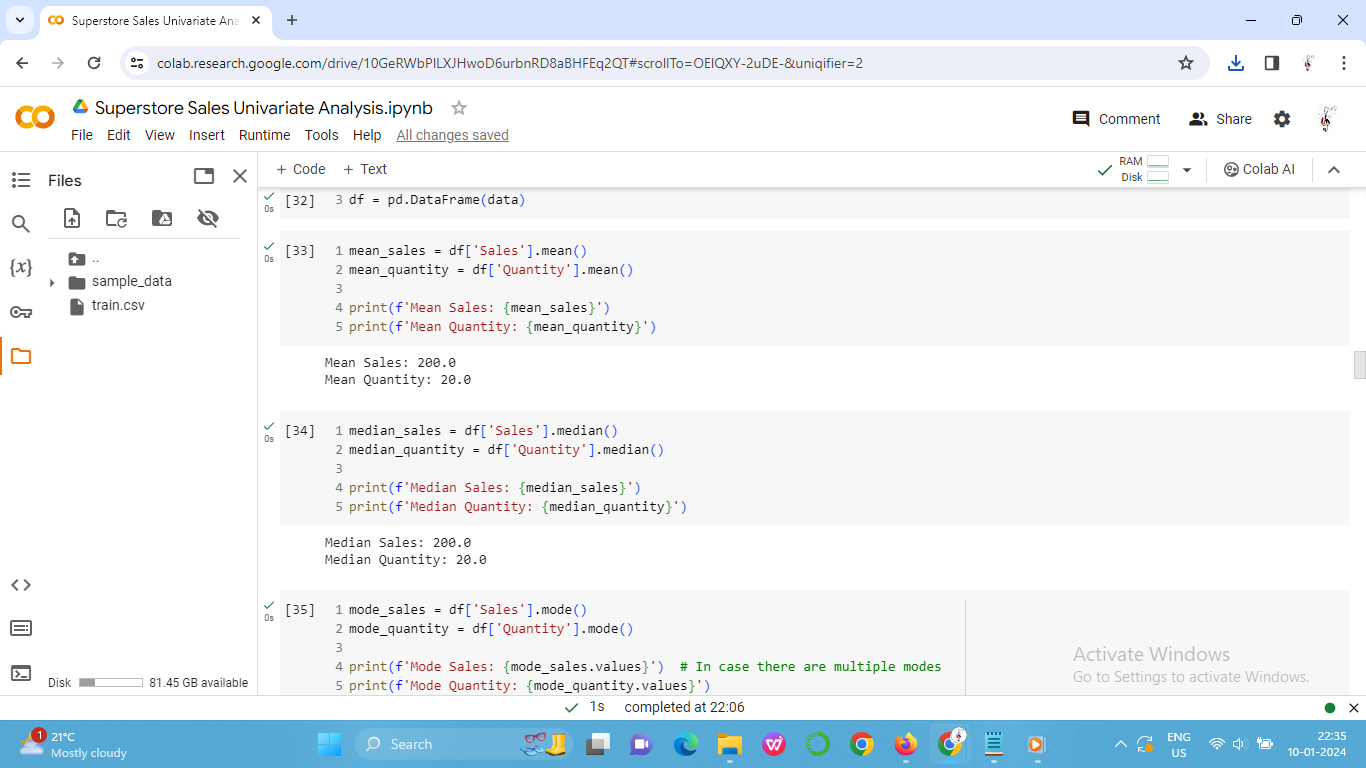 Superstore Sales Univariate Ana
colab.research.google.com/drive/10GeRWbPILXJHwoD6urbnRD8aBHFEq2QT#scrollTo=OEIQXY-2uDE-&uniqifier=2
Superstore Sales Univariate Analysis.ipynb
File Edit View Insert Runtime Tools Help All changes saved
Comment Share
Files
+ Code + Text
RAM
Disk
Colab AI
..
sample_data
train.csv
Disk 81.45 GB available
0s [32] 3 df = pd.DataFrame(data)
0s [33] 1 mean_sales = df['Sales'].mean()
2 mean_quantity = df['Quantity'].mean()
3
4 print(f'Mean Sales: {mean_sales}')
5 print(f'Mean Quantity: {mean_quantity}')
Mean Sales: 200.0
Mean Quantity: 20.0
0s [34] 1 median_sales = df['Sales'].median()
2 median_quantity = df['Quantity'].median()
3
4 print(f'Median Sales: {median_sales}')
5 print(f'Median Quantity: {median_quantity}')
Median Sales: 200.0
Median Quantity: 20.0
0s [35] 1 mode_sales = df['Sales'].mode()
2 mode_quantity = df['Quantity'].mode()
3
4 print(f'Mode Sales: {mode_sales.values}') # In case there are multiple modes
5 print(f'Mode Quantity: {mode_quantity.values}')
Activate Windows
Go to Settings to activate Windows.
1s completed at 22:06
1
21°C
Mostly cloudy
Search
ENG
US
22:35
10-01-2024